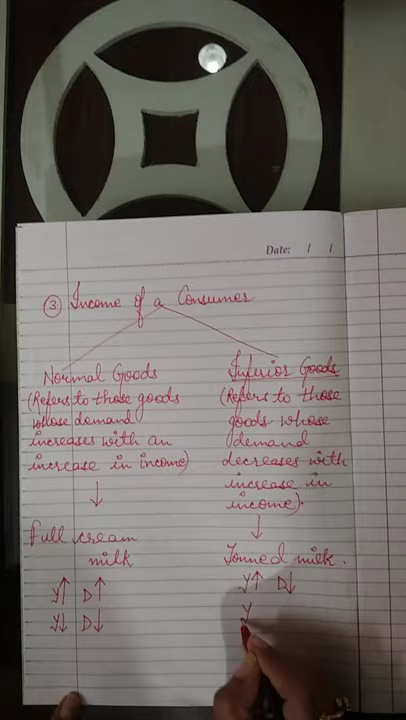 Date: / /
③ Income of a Consumer
Normal Goods
(Refers to those goods
whose demand
increases with an
increase in income)
↓
Full cream
milk
Y↑ D↑
Y↓ D↓
Inferior Goods
(Refers to those
goods whose
demand
decreases with
increase in
income).
↓
Tonned milk.
Y↑ D↓
Y